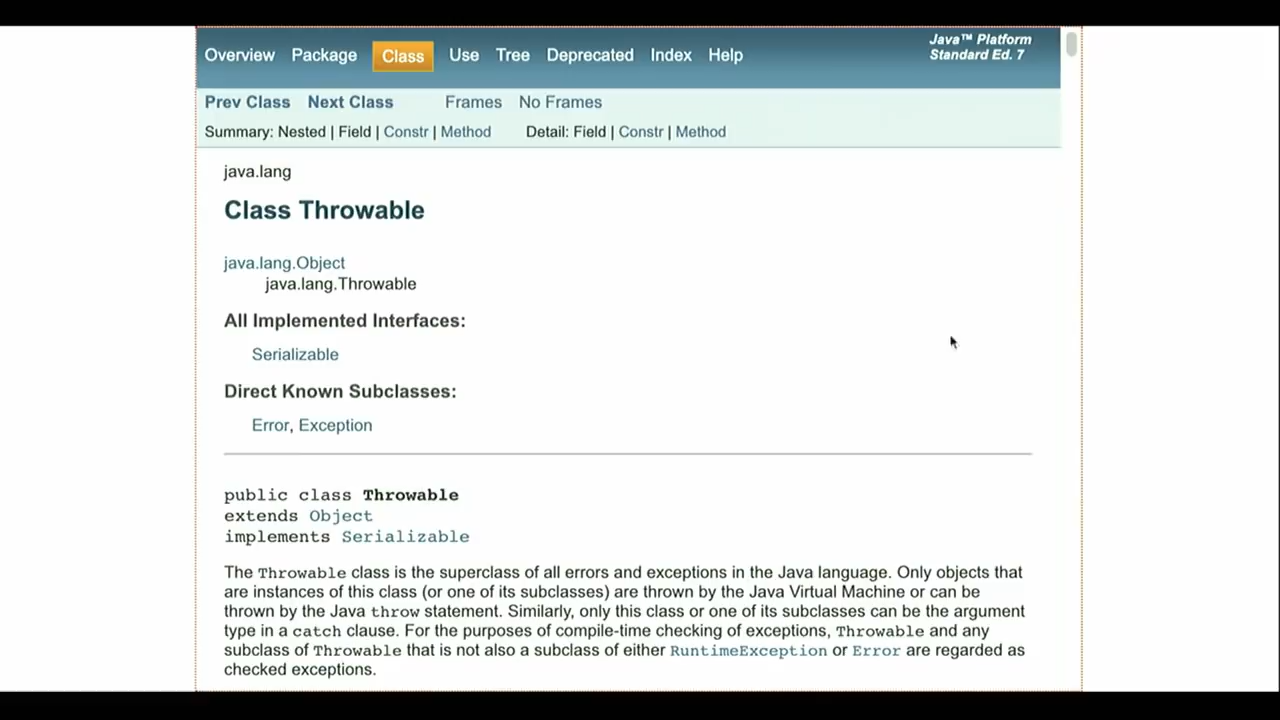 Overview Package Class Use Tree Deprecated Index Help
Java™ Platform
Standard Ed. 7
Prev Class Next Class Frames No Frames
Summary: Nested | Field | Constr | Method Detail: Field | Constr | Method
java.lang
Class Throwable
java.lang.Object
java.lang.Throwable
All Implemented Interfaces:
Serializable
Direct Known Subclasses:
Error, Exception
public class Throwable
extends Object
implements Serializable
The Throwable class is the superclass of all errors and exceptions in the Java language. Only objects that
are instances of this class (or one of its subclasses) are thrown by the Java Virtual Machine or can be
thrown by the Java throw statement. Similarly, only this class or one of its subclasses can be the argument
type in a catch clause. For the purposes of compile-time checking of exceptions, Throwable and any
subclass of Throwable that is not also a subclass of either RuntimeException or Error are regarded as
checked exceptions.